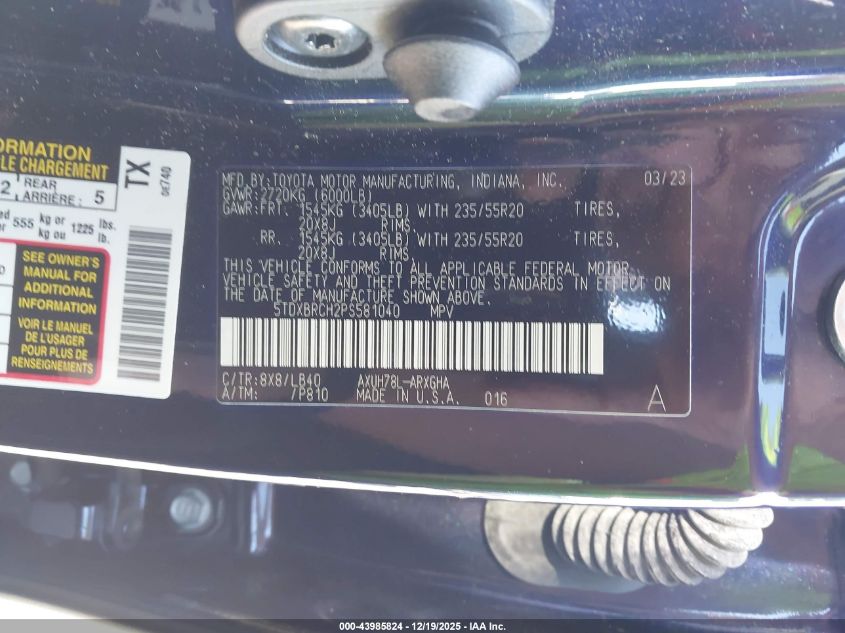 FORMATION
LE CHARGEMENT
2 REAR ARRIÈRE: 5
555 kg or kg ou 1225 lbs. lb.
TX
0E740
SEE OWNER'S
MANUAL FOR
ADDITIONAL
INFORMATION
VOIR LE MANUEL
DE L'USAGER
POUR PLUS DE
RENSEIGNEMENTS
MFD.BY:TOYOTA MOTOR MANUFACTURING, INDIANA, INC. 03/23
GVWR:2720KG (6000LB)
GAWR:FRT. 1545KG (3405LB) WITH 235/55R20 TIRES,
20X8J RIMS,
RR. 1545KG (3405LB) WITH 235/55R20 TIRES,
20X8J RIMS,
THIS VEHICLE CONFORMS TO ALL APPLICABLE FEDERAL MOTOR
VEHICLE SAFETY AND THEFT PREVENTION STANDARDS IN EFFECT ON
THE DATE OF MANUFACTURE SHOWN ABOVE.
5TDXBRCH2PS581040 MPV
C/TR:8X8/LB40 AXUH78L-ARXGHA
A/TM: /P810 MADE IN U.S.A. 016 A
000-43985824 - 12/19/2025 - IAA Inc.